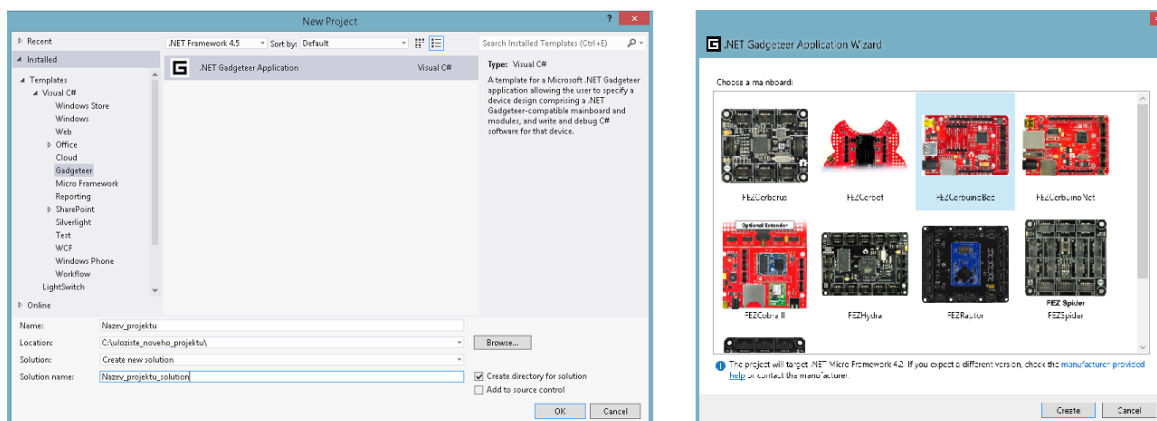 New Project
? ×
Recent
.NET Framework 4.5
Sort by: Default
Search Installed Templates (Ctrl+E)
Installed
Templates
Visual C#
Windows Store
Windows
Web
Office
Cloud
Gadgeteer
Micro Framework
Reporting
SharePoint
Silverlight
Test
WCF
Windows Phone
Workflow
LightSwitch
Online
G .NET Gadgeteer Application Visual C#
Type: Visual C#
A template for a Microsoft .NET Gadgeteer
application allowing the user to specify a
device design comprising a .NET
Gadgeteer-compatible mainboard and
modules, and write and debug C#
software for that device.
Name: Nazev_projektu
Location: C:\uloziste_noveho_projektu\
Browse...
Solution: Create new solution
Solution name: Nazev_projektu_solution
Create directory for solution
Add to source control
OK Cancel
G .NET Gadgeteer Application Wizard
Choose a mainboard:
FEZCerberus FEZCerbot FEZCerbuinoBee FEZCerbuinoNet
Optional Extender
FEZ Spider
FEZCobra II FEZHydra FEZRaptor FEZSpider
The project will target .NET Micro Framework 4.2. If you expect a different version, check the manufacturer provided
help or contact the manufacturer.
Create Cancel